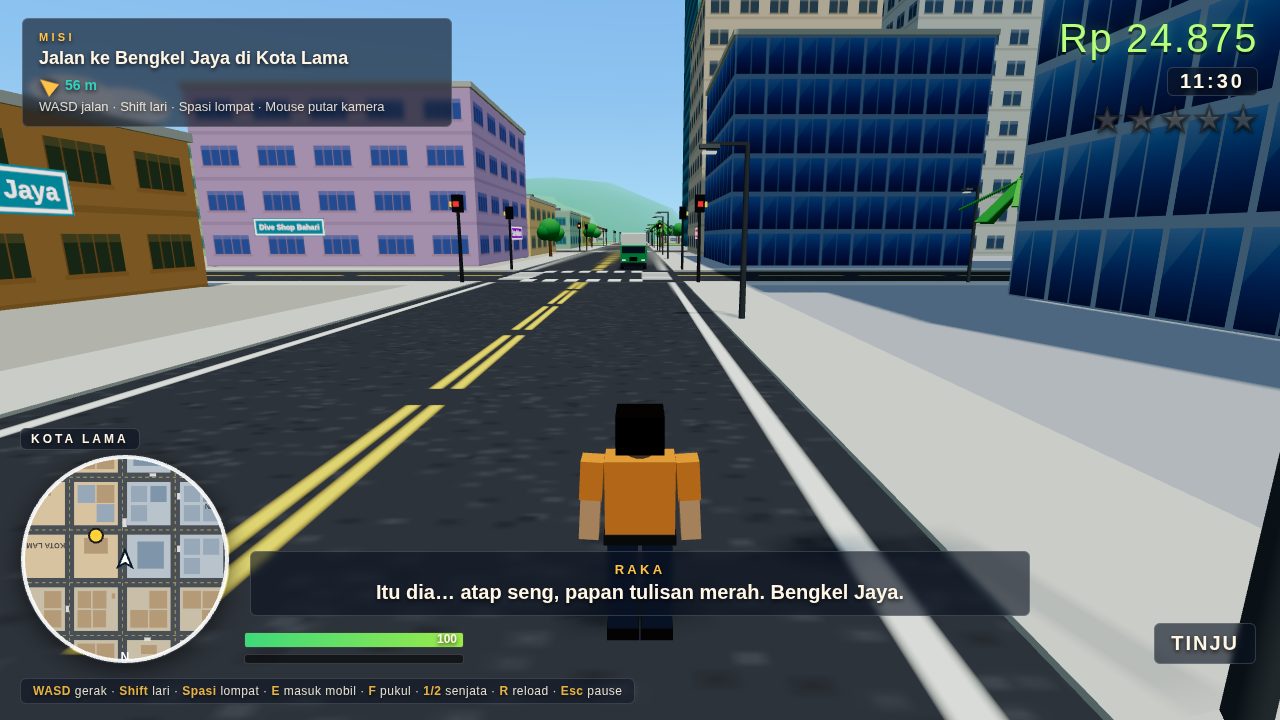 MISI
Jalan ke Bengkel Jaya di Kota Lama
56 m
WASD jalan · Shift lari · Spasi lompat · Mouse putar kamera
Rp 24.875
11:30
Jaya
Dive Shop Bahari
KOTA LAMA
KOTA LAM
N
RAKA
Itu dia… atap seng, papan tulisan merah. Bengkel Jaya.
100
TINJU
WASD gerak · Shift lari · Spasi lompat · E masuk mobil · F pukul · 1/2 senjata · R reload · Esc pause